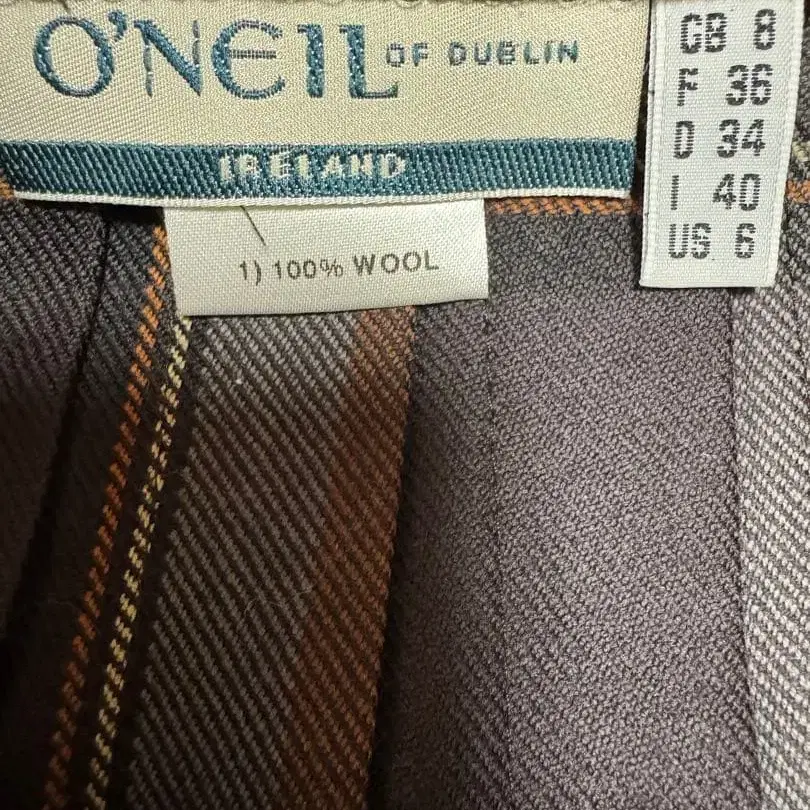 O'NEIL OF DUBLIN
IRELAND
1) 100% WOOL
GB 8
F 36
D 34
I 40
US 6